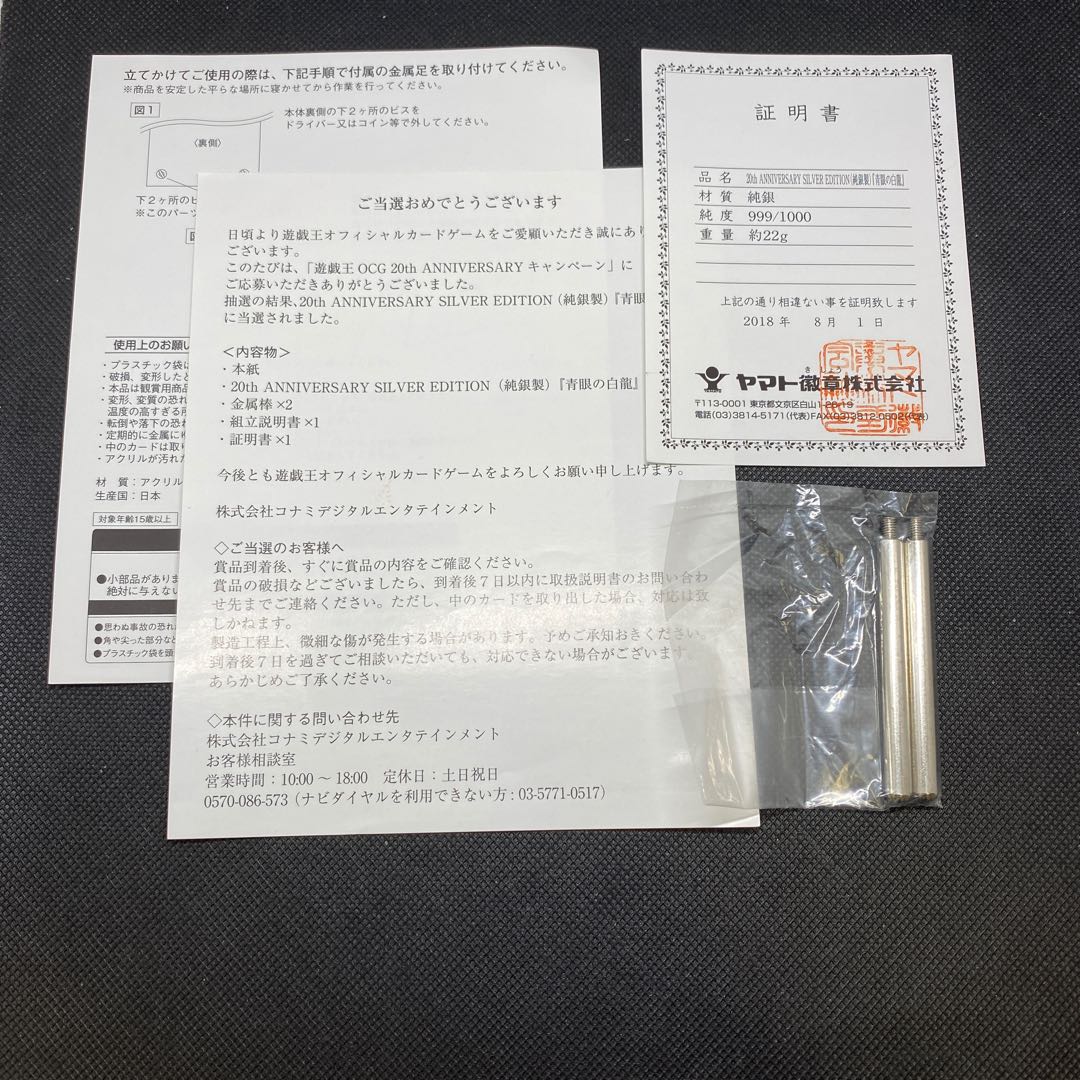 立てかけてご使用の際は、下記手順で付属の金属足を取り付けてください。
※商品を安定した平らな場所に寝かせてから作業を行ってください。
図1
本体裏側の下2ヶ所のビスを
ドライバー又はコイン等で外してください。
〈裏側〉
下2ヶ所のビ
※このパーツ
使用上のお願い
・プラスチック袋は
・破損、変形したと
・本品は観賞用商品
・変形、変質の恐れ
温度の高すぎる所
・転倒や落下の恐れ
・定期的に金属に
・中のカードは取り
・アクリルが汚れた
材 質：アクリル
生産国：日本
対象年齢15歳以上
●小部品がありま
絶対に与えない
●思わぬ事故の恐れ
●角や尖った部分など
●プラスチック袋を頭
ご当選おめでとうございます
日頃より遊戯王オフィシャルカードゲームをご愛顧いただき誠にあり
ございます。
このたびは、「遊戯王OCG 20th ANNIVERSARY キャンペーン」に
ご応募いただきありがとうございました。
抽選の結果、20th ANNIVERSARY SILVER EDITION（純銀製）『青眼
に当選されました。
＜内容物＞
・本紙
・20th ANNIVERSARY SILVER EDITION（純銀製）『青眼の白龍』
・金属棒×2
・組立説明書×1
・証明書×1
今後とも遊戯王オフィシャルカードゲームをよろしくお願い申し上げます。
株式会社コナミデジタルエンタテインメント
◇ご当選のお客様へ
賞品到着後、すぐに賞品の内容をご確認ください。
賞品の破損などございましたら、到着後7日以内に取扱説明書のお問い合わ
せ先までご連絡ください。ただし、中のカードを取り出した場合、対応は致
しかねます。
製造工程上、微細な傷が発生する場合があります。予めご承知おきください。
到着後7日を過ぎてご相談いただいても、対応できない場合がございます。
あらかじめご了承ください。
◇本件に関する問い合わせ先
株式会社コナミデジタルエンタテインメント
お客様相談室
営業時間：10:00～18:00 定休日：土日祝日
0570-086-573（ナビダイヤルを利用できない方：03-5771-0517）
証明書
品名 20th ANNIVERSARY SILVER EDITION（純銀製）『青眼の白龍』
材質 純銀
純度 999/1000
重量 約22g
上記の通り相違ない事を証明致します
2018年 8月 1日
ヤマト徽章株式会社
き しょう
〒113-0001 東京都文京区白山1-26-19
電話(03)3814-5171(代表)FAX(03)3812-0502(代表)